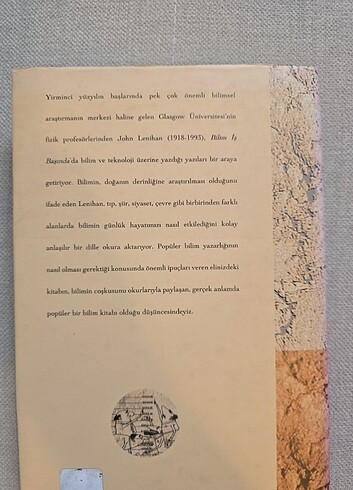 Yirminci yüzyılın başlarında pek çok önemli bilimsel
araştırmanın merkezi haline gelen Glasgow Üniversitesi'nin
fizik profesörlerinden John Lenihan (1918-1993), Bilim İş
Başında'da bilim ve teknoloji üzerine yazdığı yazıları bir araya
getiriyor. Bilimin, doğanın derinliğine araştırılması olduğunu
ifade eden Lenihan, tıp, şiir, siyaset, çevre gibi birbirinden farklı
alanlarda bilimin günlük hayatımızı nasıl etkilediğini kolay
anlaşılır bir dille okura aktarıyor. Popüler bilim yazarlığının
nasıl olması gerektiği konusunda önemli ipuçları veren elinizdeki
kitabın, bilimin coşkusunu okurlarıyla paylaşan, gerçek anlamda
popüler bir bilim kitabı olduğu düşüncesindeyiz.